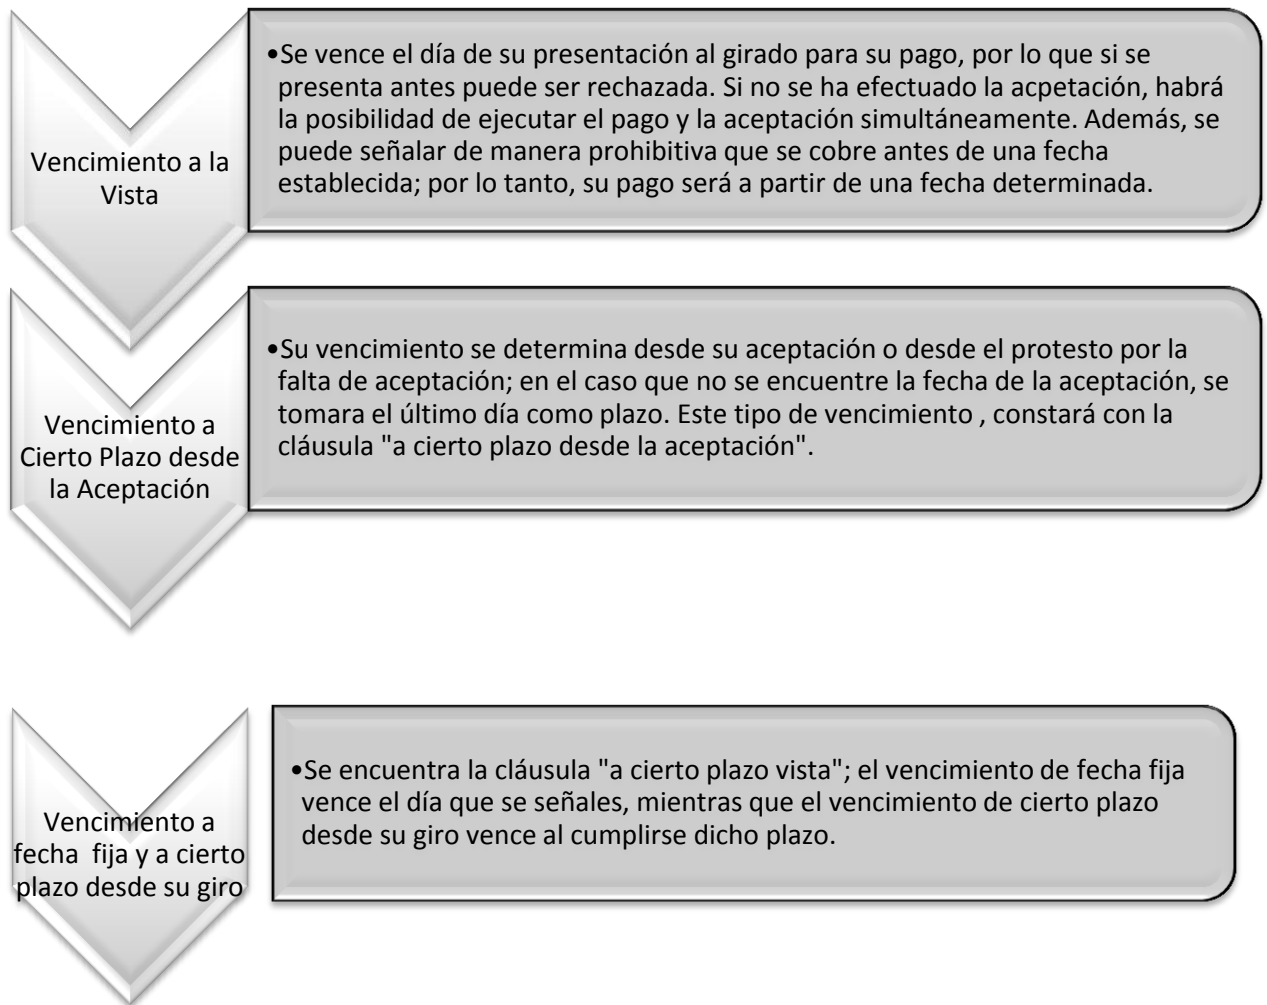 Vencimiento a la
Vista
•Se vence el día de su presentación al girado para su pago, por lo que si se
presenta antes puede ser rechazada. Si no se ha efectuado la acpetación, habrá
la posibilidad de ejecutar el pago y la aceptación simultáneamente. Además, se
puede señalar de manera prohibitiva que se cobre antes de una fecha
establecida; por lo tanto, su pago será a partir de una fecha determinada.
Vencimiento a
Cierto Plazo desde
la Aceptación
•Su vencimiento se determina desde su aceptación o desde el protesto por la
falta de aceptación; en el caso que no se encuentre la fecha de la aceptación, se
tomara el último día como plazo. Este tipo de vencimiento , constará con la
cláusula "a cierto plazo desde la aceptación".
Vencimiento a
fecha  fija y a cierto
plazo desde su giro
•Se encuentra la cláusula "a cierto plazo vista"; el vencimiento de fecha fija
vence el día que se señales, mientras que el vencimiento de cierto plazo
desde su giro vence al cumplirse dicho plazo.